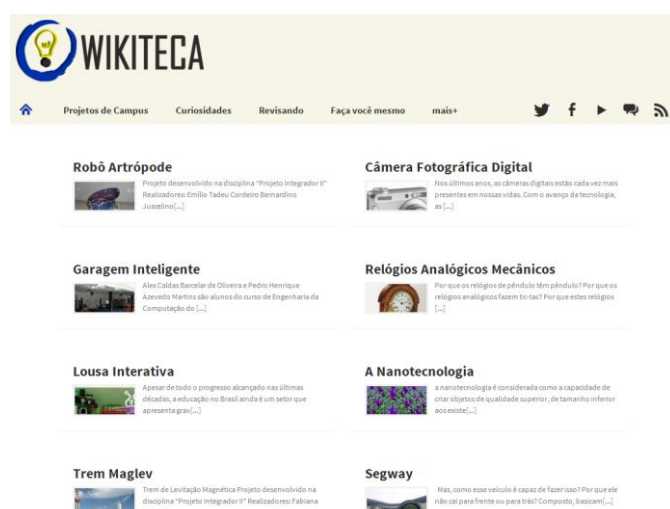 WIKITECA
Projetos de Campus Curiosidades Revisando Faça você mesmo mais+
Robô Artrópode
Projeto desenvolvido na disciplina "Projeto Integrador II"
Realizadores: Emílio Tadeu Cordeiro Bernardino
Juscelino[...]
Câmera Fotográfica Digital
Nos últimos anos, as câmeras digitais estão cada vez mais
presentes em nossas vidas. Com o avanço da tecnologia,
as [...]
Garagem Inteligente
Alex Caldas Barcelar de Oliveira e Pedro Henrique
Azevedo Martins são alunos do curso de Engenharia da
Computação do [...]
Relógios Analógicos Mecânicos
Por que os relógios de pêndulo têm pêndulo? Por que os
relógios analógicos fazem tic-tac? Por que estes relógios
[...]
Lousa Interativa
Apesar de todo o progresso alcançado nas últimas
décadas, a educação no Brasil ainda é um setor que
apresenta grav[...]
A Nanotecnologia
a nanotecnologia é considerada como a capacidade de
criar objetos de qualidade superior, de tamanho inferior
aos existe[...]
Trem Maglev
Trem de Levitação Magnética Projeto desenvolvido na
disciplina "Projeto Integrador II" Realizadores: Fabiana
Segway
Mas, como esse veículo é capaz de fazer isso? Por que ele
não cai para frente ou para trás? Composto, basicam[...]